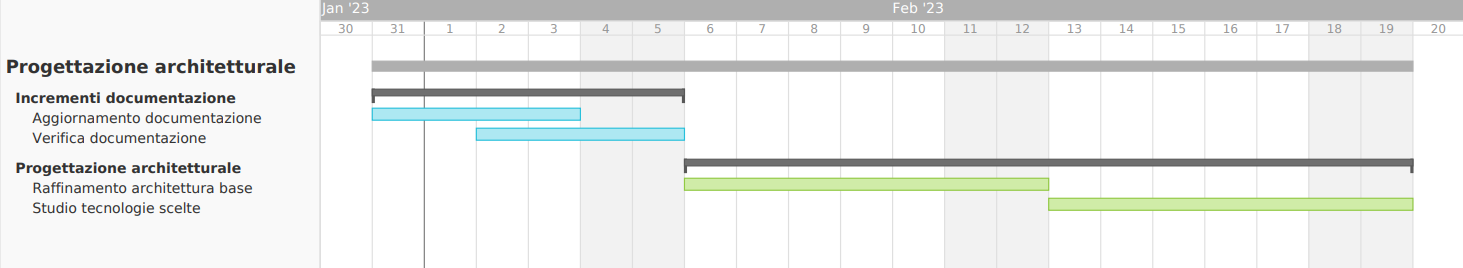 Jan '23 Feb '23
30 31 1 2 3 4 5 6 7 8 9 10 11 12 13 14 15 16 17 18 19 20
Progettazione architetturale
Incrementi documentazione
Aggiornamento documentazione
Verifica documentazione
Progettazione architetturale
Raffinamento architettura base
Studio tecnologie scelte